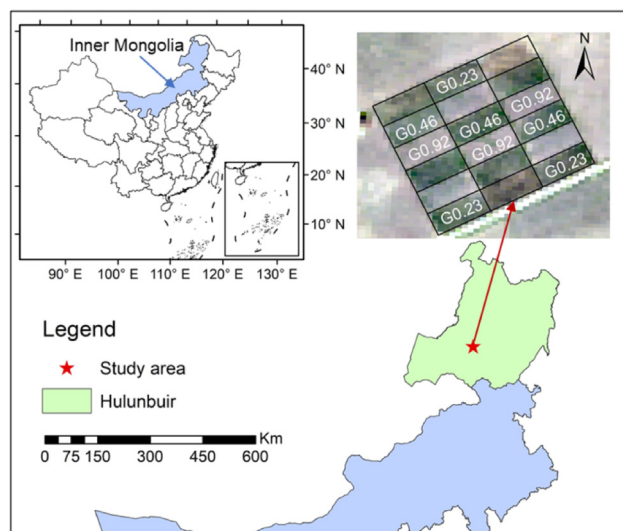 Inner Mongolia
40° N
30° N
20° N
10° N
90° E
100° E
110° E
120° E
130° E
N
G0.23
G0.46
G0.46
G0.92
G0.92
G0.92
G0.46
G0.23
G0.23
Legend
Study area
Hulunbuir
Km
0 75 150 300 450 600